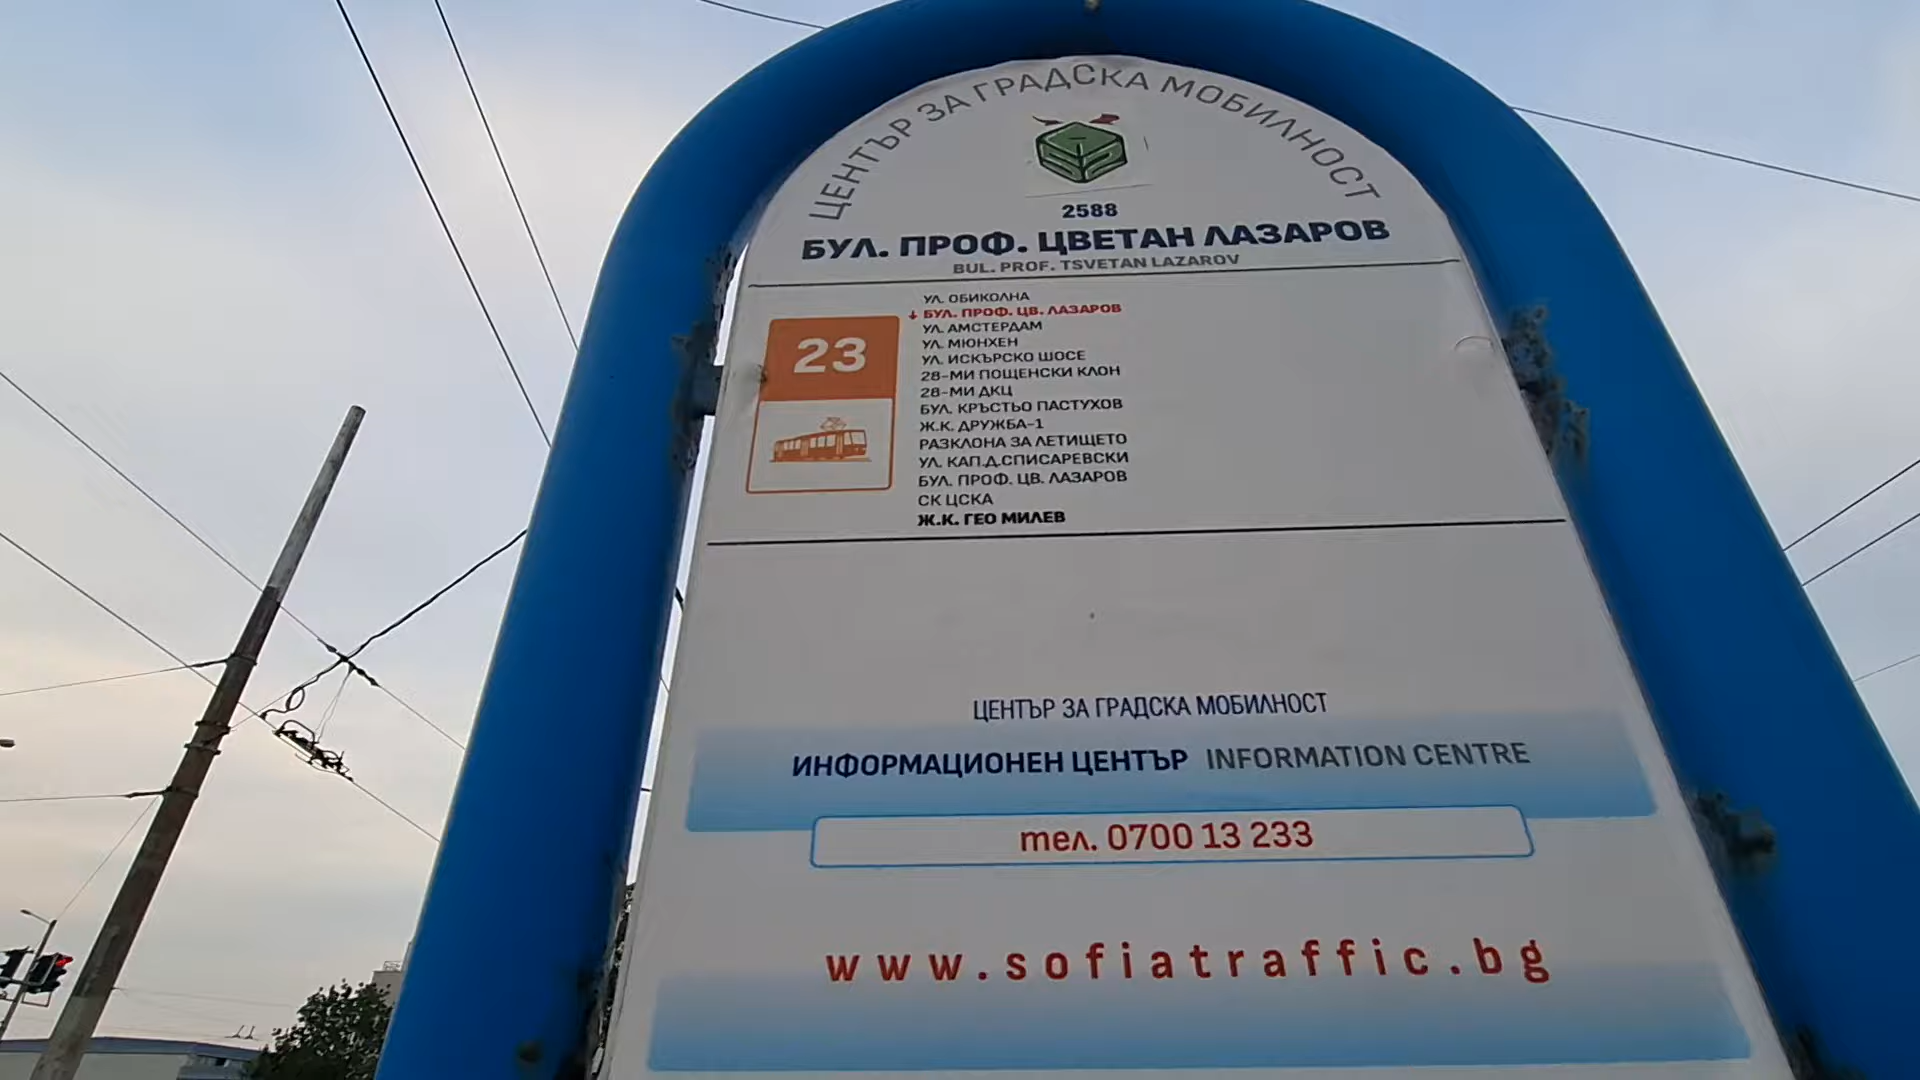 ЦЕНТЪР ЗА ГРАДСКА МОБИЛНОСТ
2588
БУЛ. ПРОФ. ЦВЕТАН ЛАЗАРОВ
BUL. PROF. TSVETAN LAZAROV
23
УЛ. ОБИКОЛНА
↓ БУЛ. ПРОФ. ЦВ. ЛАЗАРОВ
УЛ. АМСТЕРДАМ
УЛ. МЮНХЕН
УЛ. ИСКЪРСКО ШОСЕ
28-МИ ПОЩЕНСКИ КЛОН
28-МИ ДКЦ
БУЛ. КРЪСТЬО ПАСТУХОВ
Ж.К. ДРУЖБА-1
РАЗКЛОНА ЗА ЛЕТИЩЕТО
УЛ. КАП.Д.СПИСАРЕВСКИ
БУЛ. ПРОФ. ЦВ. ЛАЗАРОВ
СК ЦСКА
Ж.К. ГЕО МИЛЕВ
ЦЕНТЪР ЗА ГРАДСКА МОБИЛНОСТ
ИНФОРМАЦИОНЕН ЦЕНТЪР INFORMATION CENTRE
тел. 0700 13 233
www.sofiatraffic.bg